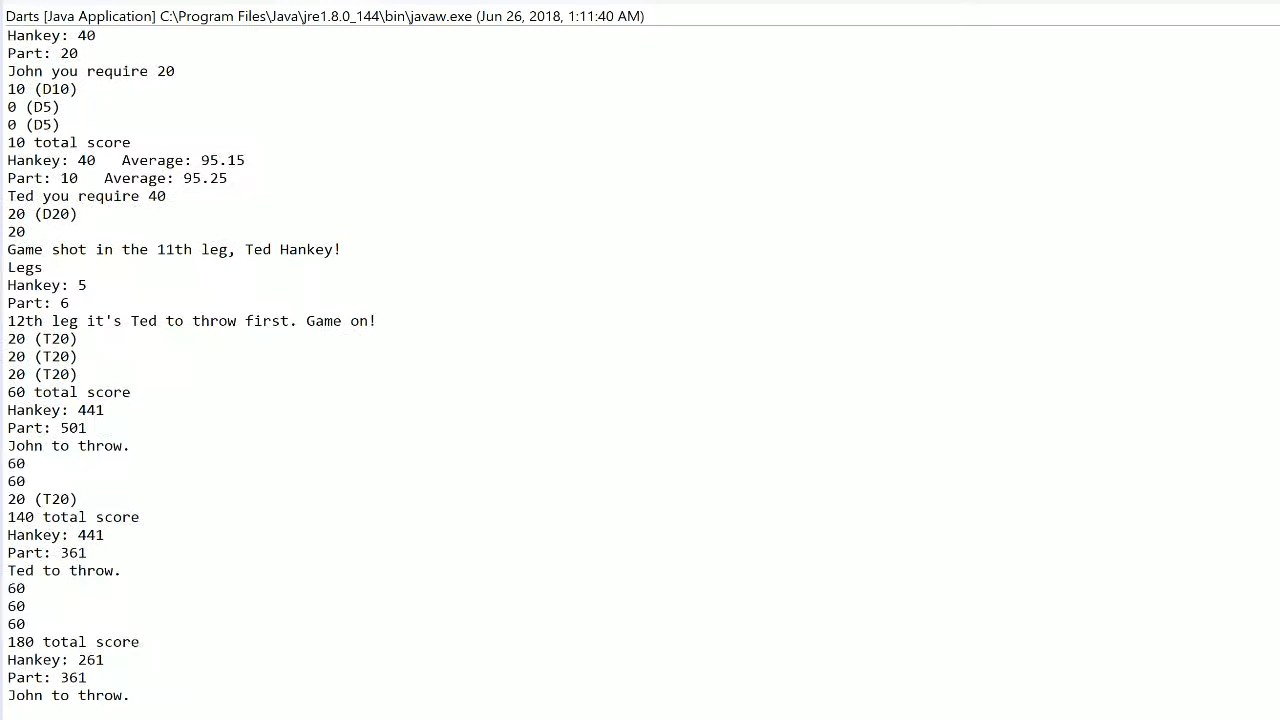 Darts [Java Application] C:\Program Files\Java\jre1.8.0_144\bin\javaw.exe (Jun 26, 2018, 1:11:40 AM)
Hankey: 40
Part: 20
John you require 20
10 (D10)
0 (D5)
0 (D5)
10 total score
Hankey: 40   Average: 95.15
Part: 10   Average: 95.25
Ted you require 40
20 (D20)
20
Game shot in the 11th leg, Ted Hankey!
Legs
Hankey: 5
Part: 6
12th leg it's Ted to throw first. Game on!
20 (T20)
20 (T20)
20 (T20)
60 total score
Hankey: 441
Part: 501
John to throw.
60
60
20 (T20)
140 total score
Hankey: 441
Part: 361
Ted to throw.
60
60
60
180 total score
Hankey: 261
Part: 361
John to throw.